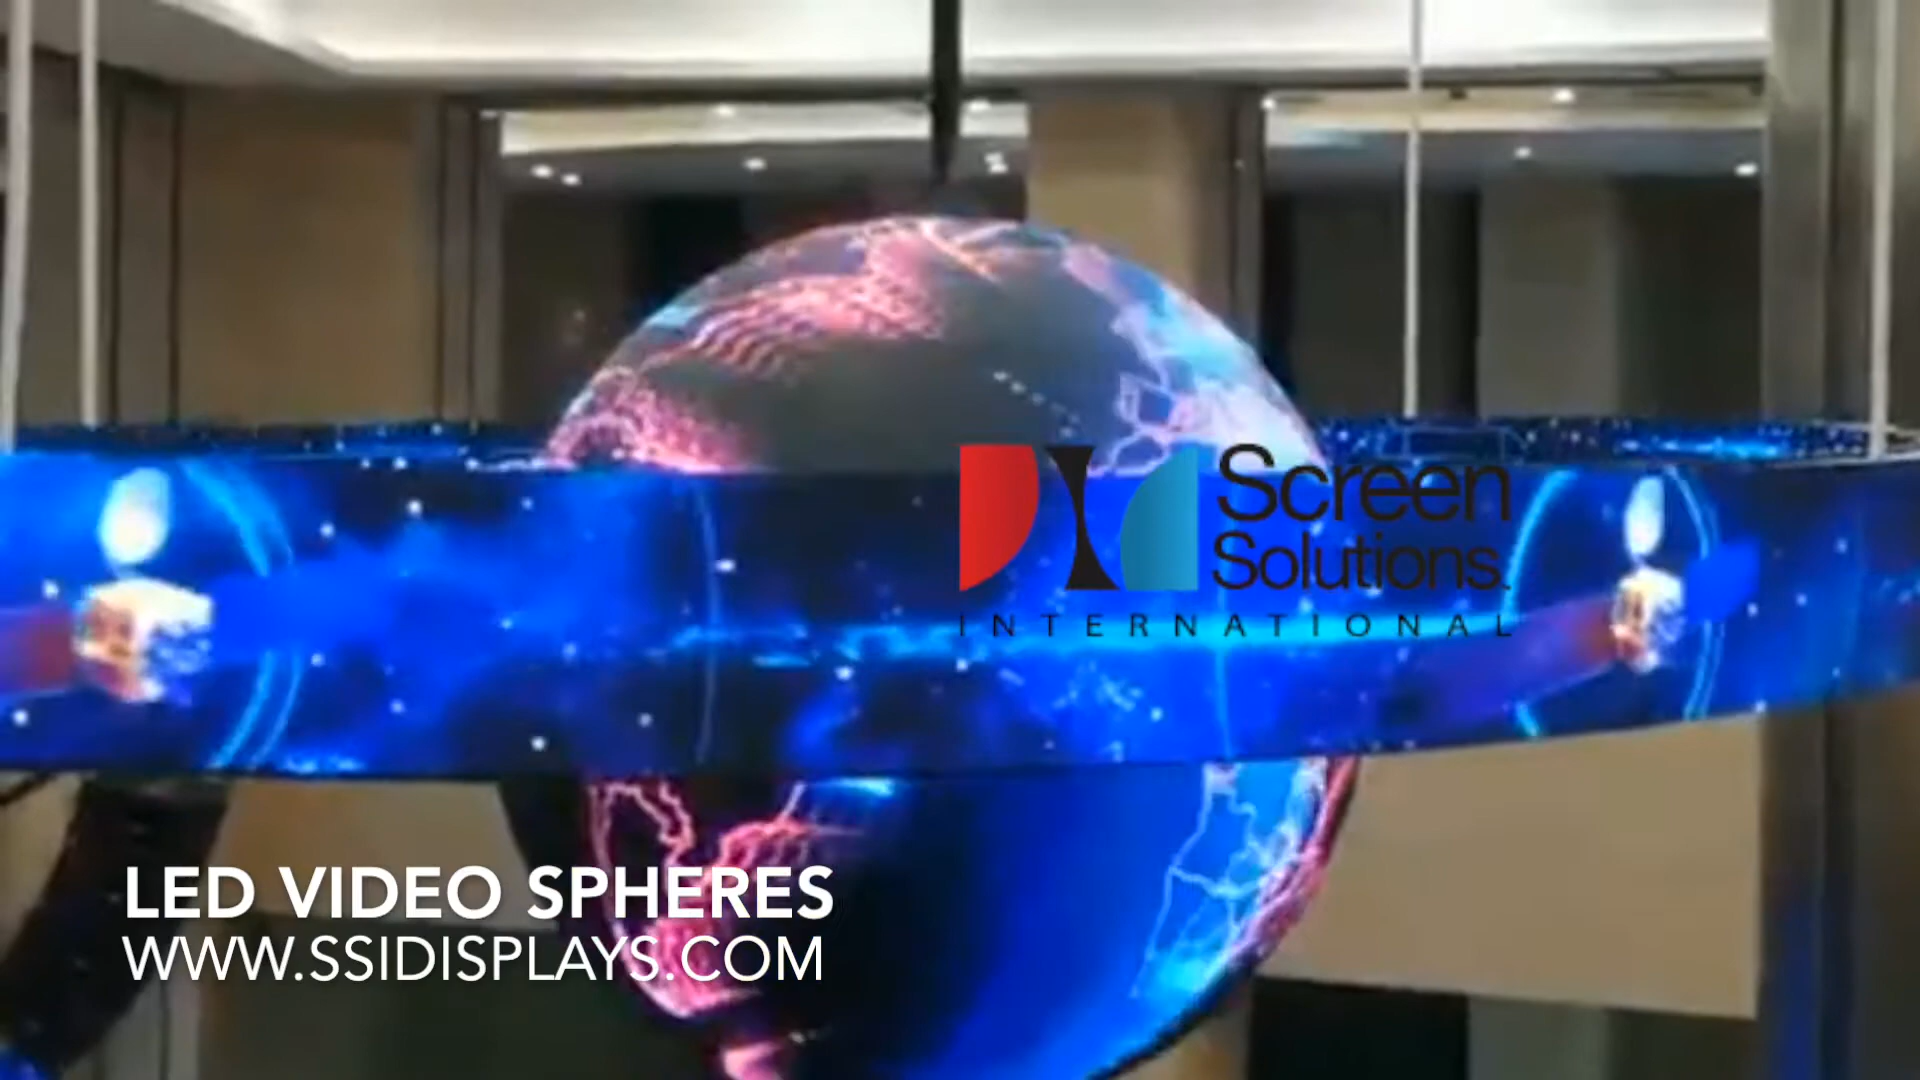 Screen
Solutions
INTERNATIONAL
LED VIDEO SPHERES
WWW.SSIDISPLAYS.COM